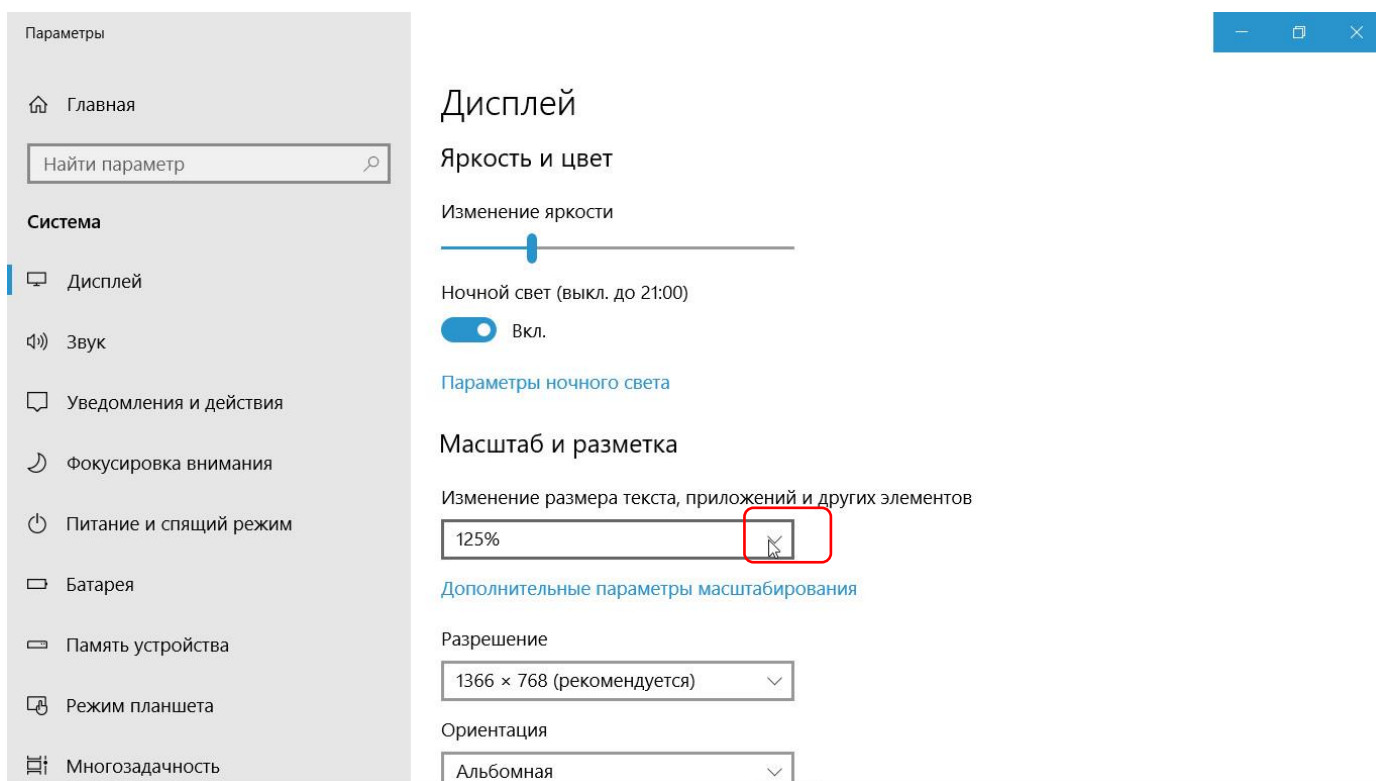 Параметры
Главная
Найти параметр
Система
Дисплей
Звук
Уведомления и действия
Фокусировка внимания
Питание и спящий режим
Батарея
Память устройства
Режим планшета
Многозадачность
Дисплей
Яркость и цвет
Изменение яркости
Ночной свет (выкл. до 21:00)
Вкл.
Параметры ночного света
Масштаб и разметка
Изменение размера текста, приложений и других элементов
125%
Дополнительные параметры масштабирования
Разрешение
1366 × 768 (рекомендуется)
Ориентация
Альбомная